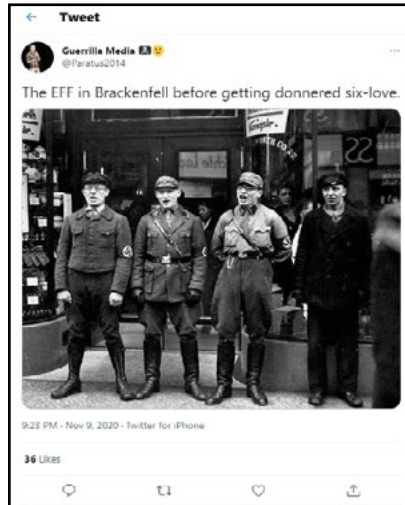 Tweet
Guerrilla Media
@Paratus2014
The EFF in Brackenfell before getting donnered six-love.
9:23 PM · Nov 9, 2020 · Twitter for iPhone
36 Likes